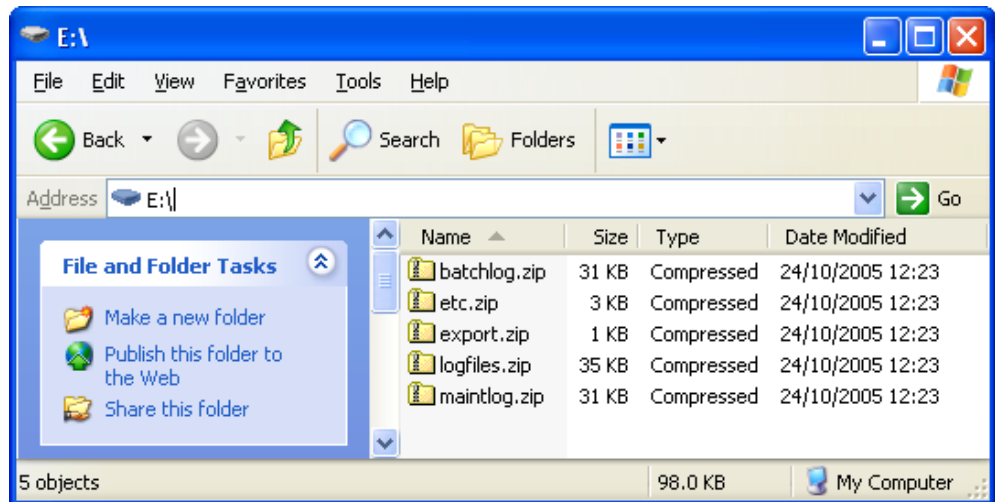 E:\
File Edit View Favorites Tools Help
Back Search Folders
Address E:\ Go
File and Folder Tasks
Make a new folder
Publish this folder to
the Web
Share this folder
Name Size Type Date Modified
batchlog.zip 31 KB Compressed 24/10/2005 12:23
etc.zip 3 KB Compressed 24/10/2005 12:23
export.zip 1 KB Compressed 24/10/2005 12:23
logfiles.zip 35 KB Compressed 24/10/2005 12:23
maintlog.zip 31 KB Compressed 24/10/2005 12:23
5 objects 98.0 KB My Computer